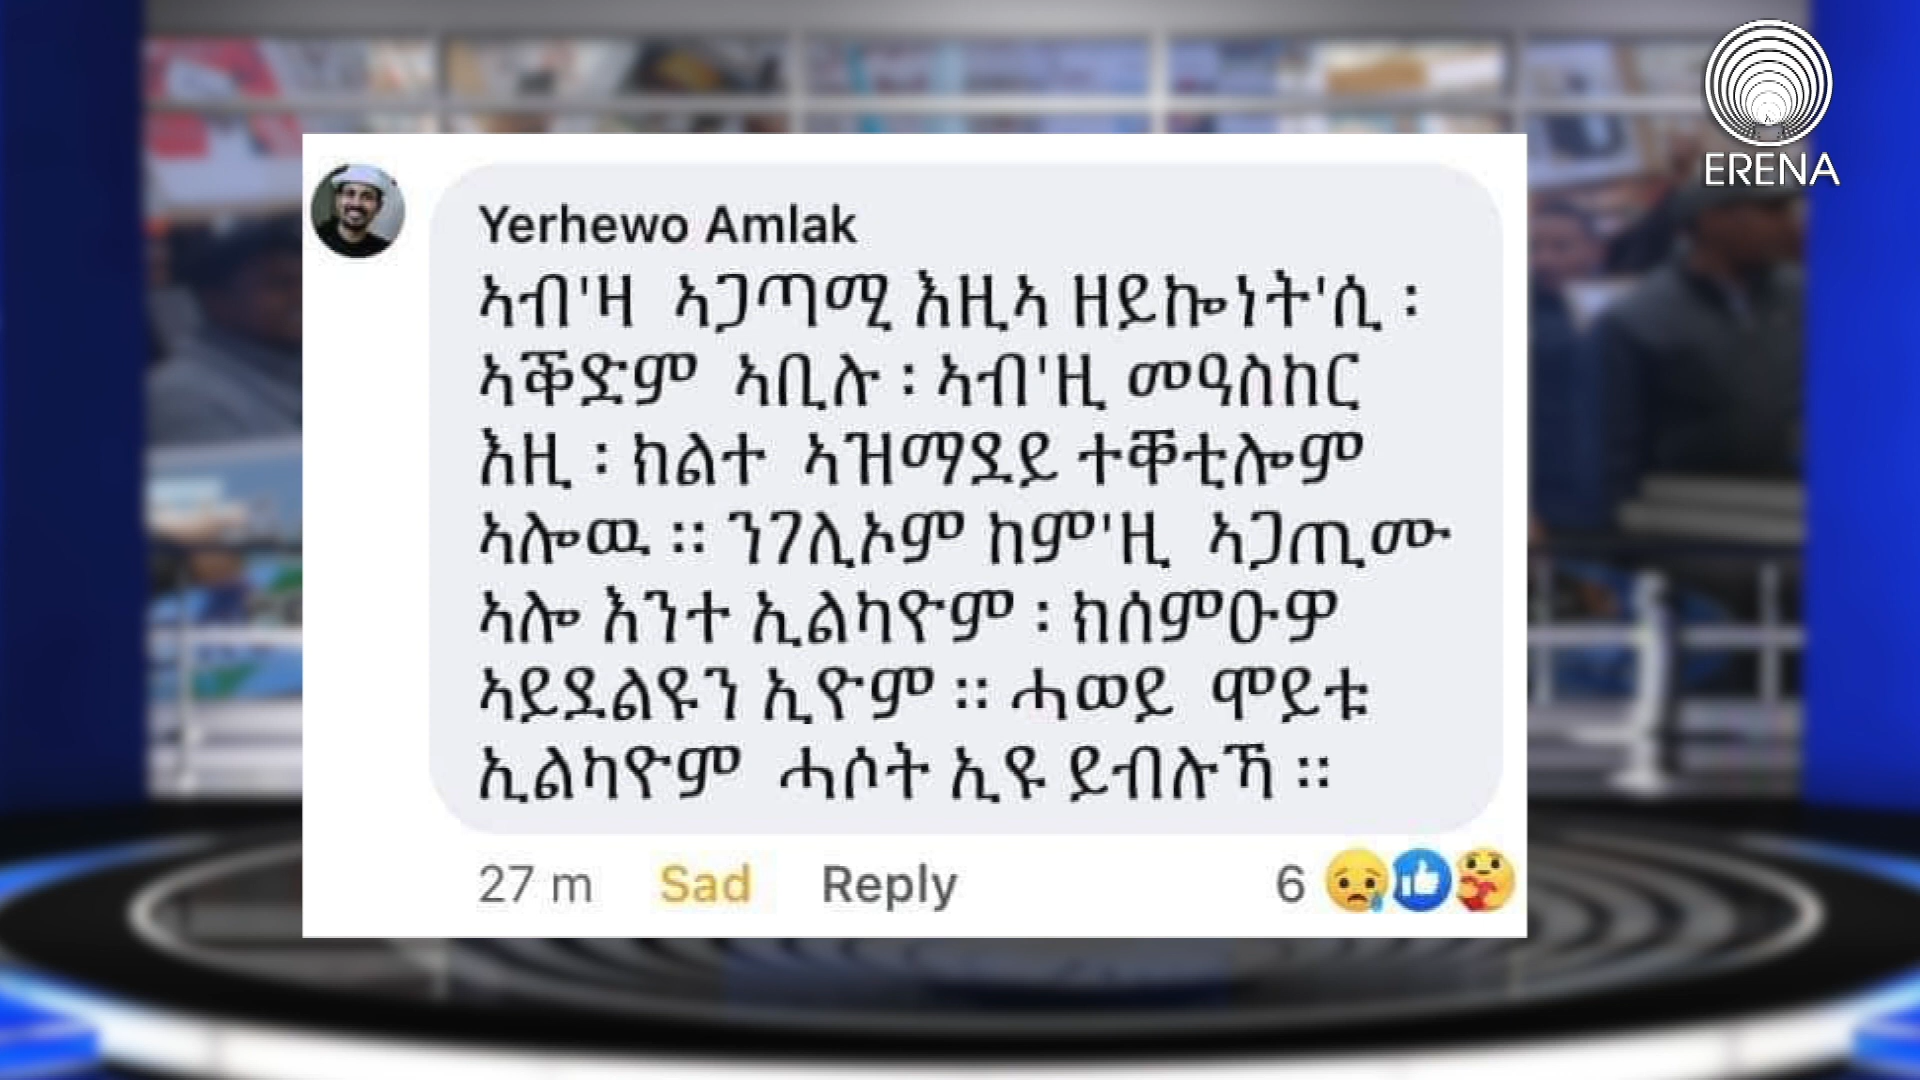 ERENA
Yerhewo Amlak
ኣብ'ዛ ኣጋጣሚ እዚኣ ዘይኰነት'ሲ ፡
ኣቐድም ኣቢሉ ፡ ኣብ'ዚ መዓስከር
እዚ ፡ ክልተ ኣዝማደይ ተቐቲሎም
ኣሎዉ ። ንገሊኦም ከም'ዚ ኣጋጢሙ
ኣሎ እንተ ኢልካዮም ፡ ክሰምዑዎ
ኣይደልዩን ኢዮም ። ሓወይ ሞይቱ
ኢልካዮም ሓሶት ኢዩ ይብሉኻ ።
27 m Sad Reply 6